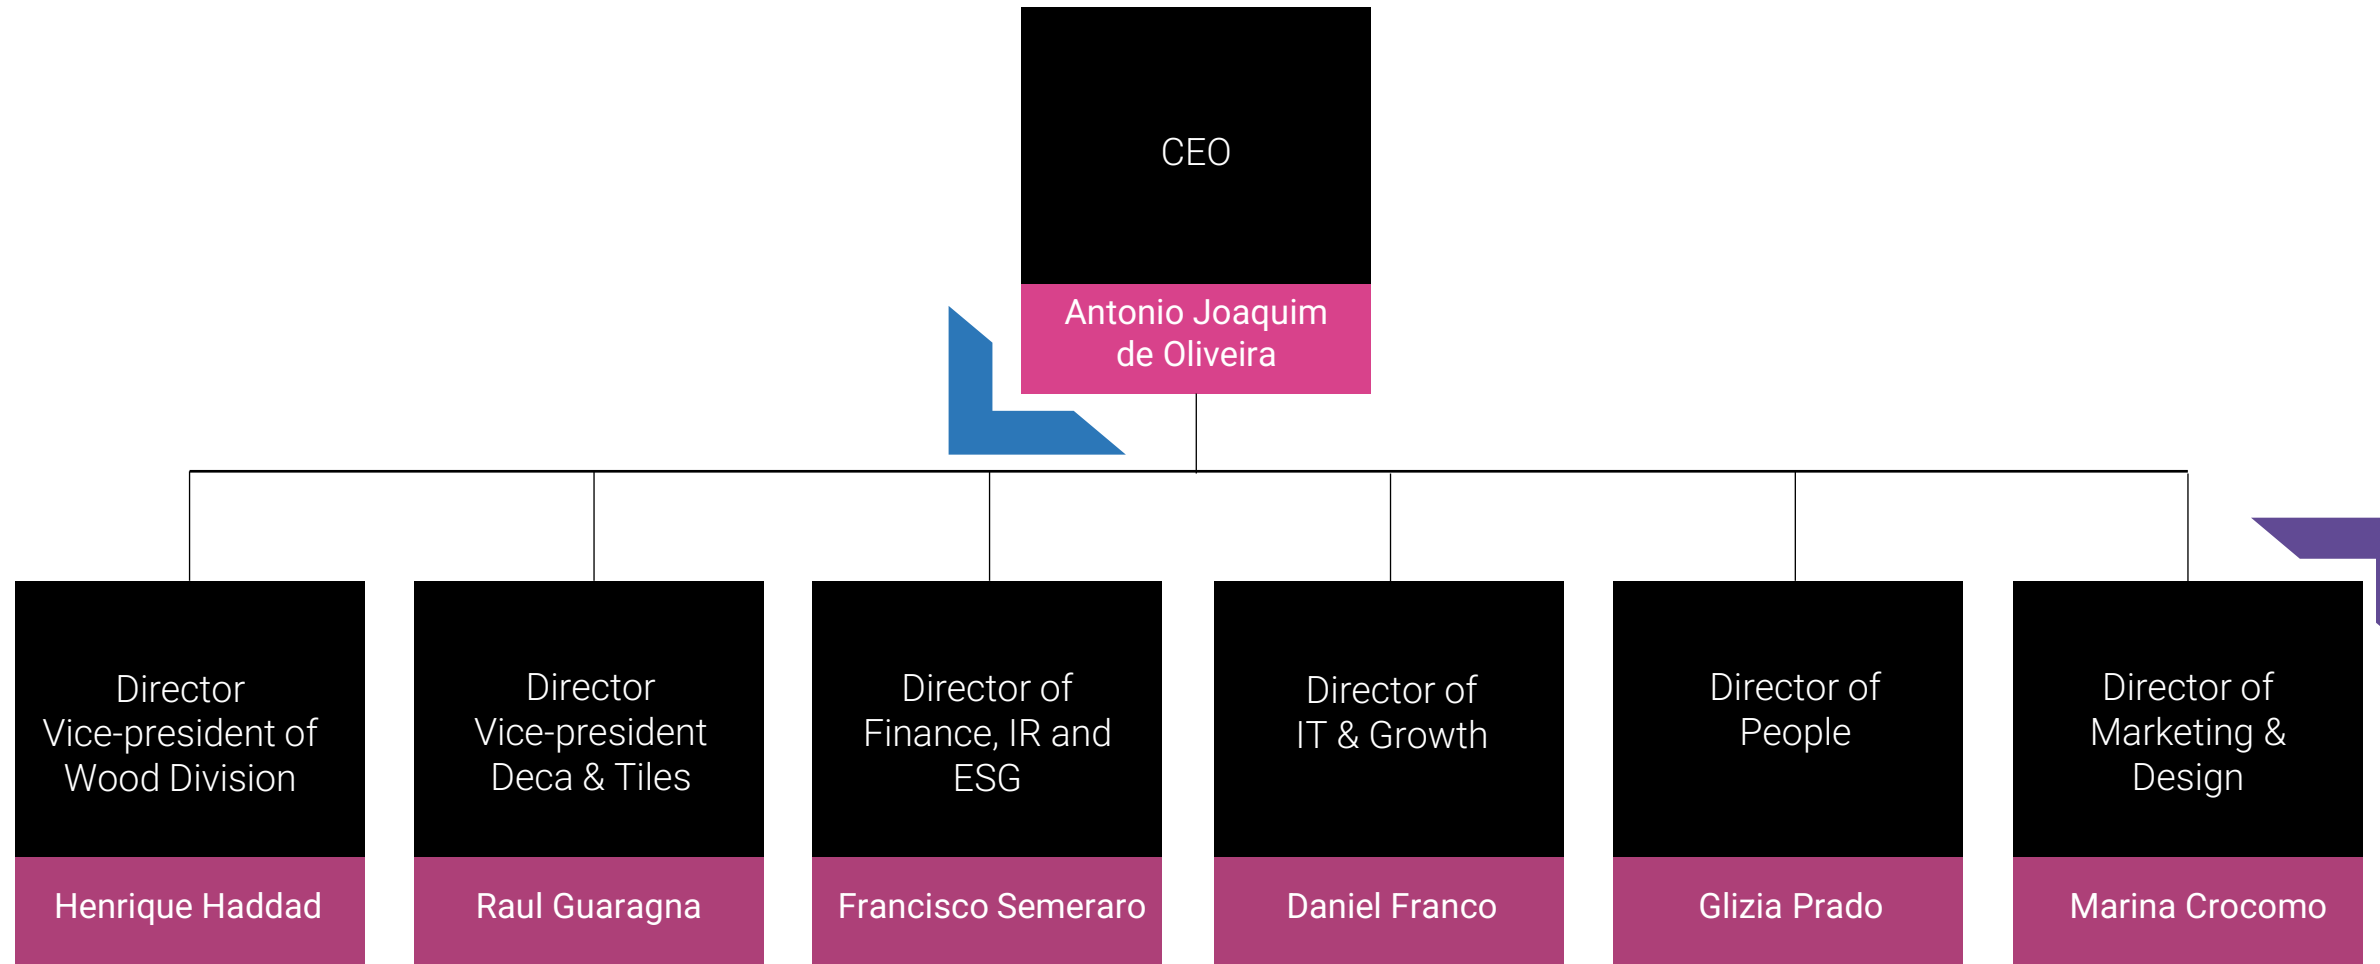 CEO
Antonio Joaquim
de Oliveira
Director
Vice-president of
Wood Division
Henrique Haddad
Director
Vice-president
Deca & Tiles
Raul Guaragna
Director of
Finance, IR and
ESG
Francisco Semeraro
Director of
IT & Growth
Daniel Franco
Director of
People
Glizia Prado
Director of
Marketing &
Design
Marina Crocomo